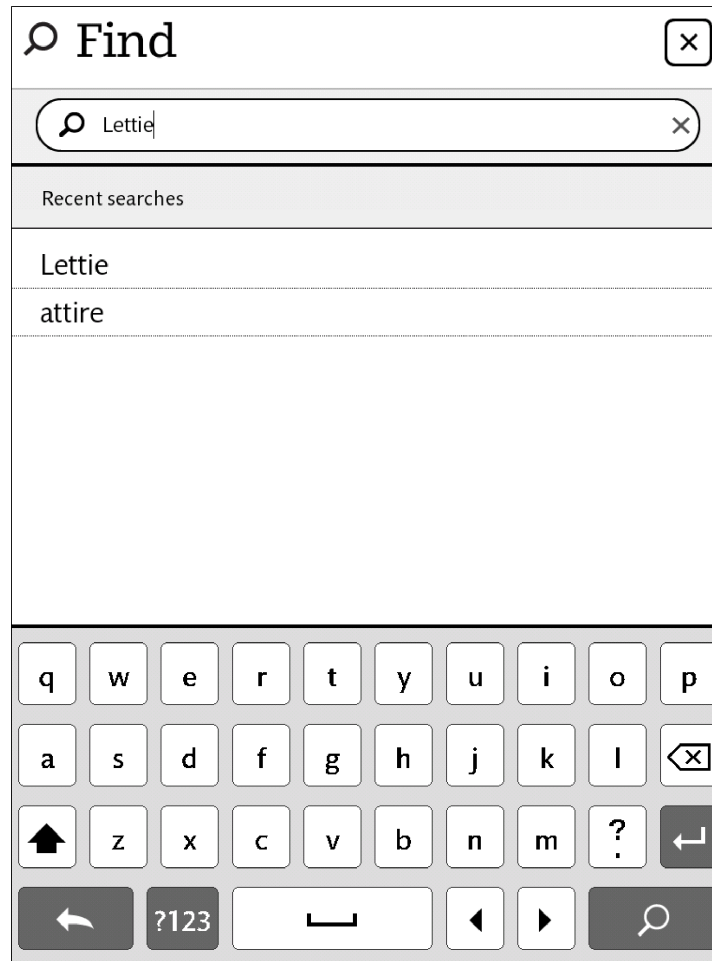 Find
Lettie
Recent searches
Lettie
attire
q w e r t y u i o p
a s d f g h j k l
z x c v b n m ? .
?123